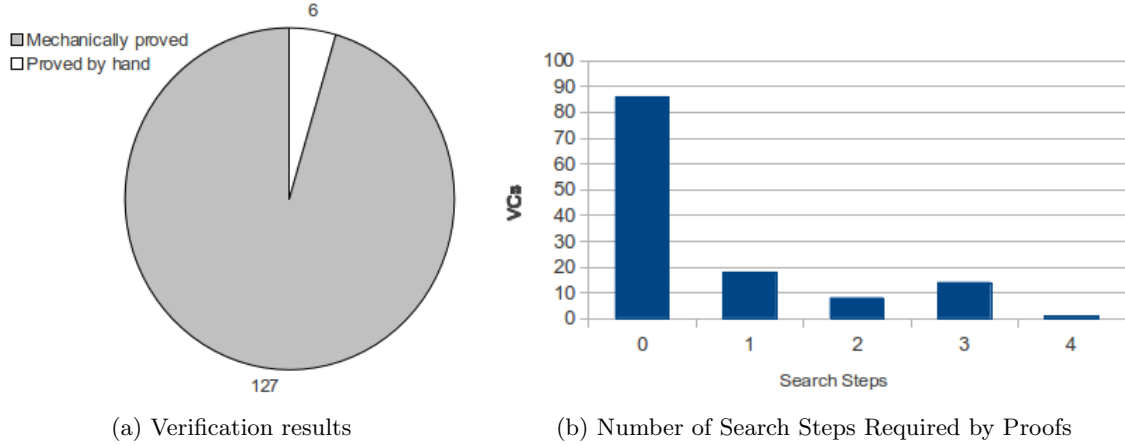 6
Mechanically proved
Proved by hand
127
(a) Verification results
100
90
80
70
60
50
40
30
20
10
0
VCs
0 1 2 3 4
Search Steps
(b) Number of Search Steps Required by Proofs